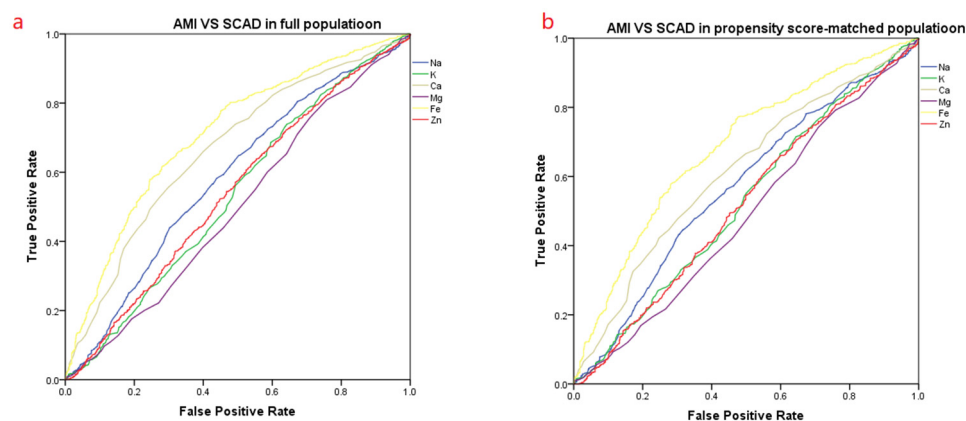 a
AMI VS SCAD in full populatioon
1.0
0.8
0.6
0.4
0.2
0.0
True Positive Rate
0.0 0.2 0.4 0.6 0.8 1.0
False Positive Rate
Na
K
Ca
Mg
Fe
Zn
b
AMI VS SCAD in propensity score-matched populatioon
1.0
0.8
0.6
0.4
0.2
0.0
True Positive Rate
0.0 0.2 0.4 0.6 0.8 1.0
False Positive Rate
Na
K
Ca
Mg
Fe
Zn